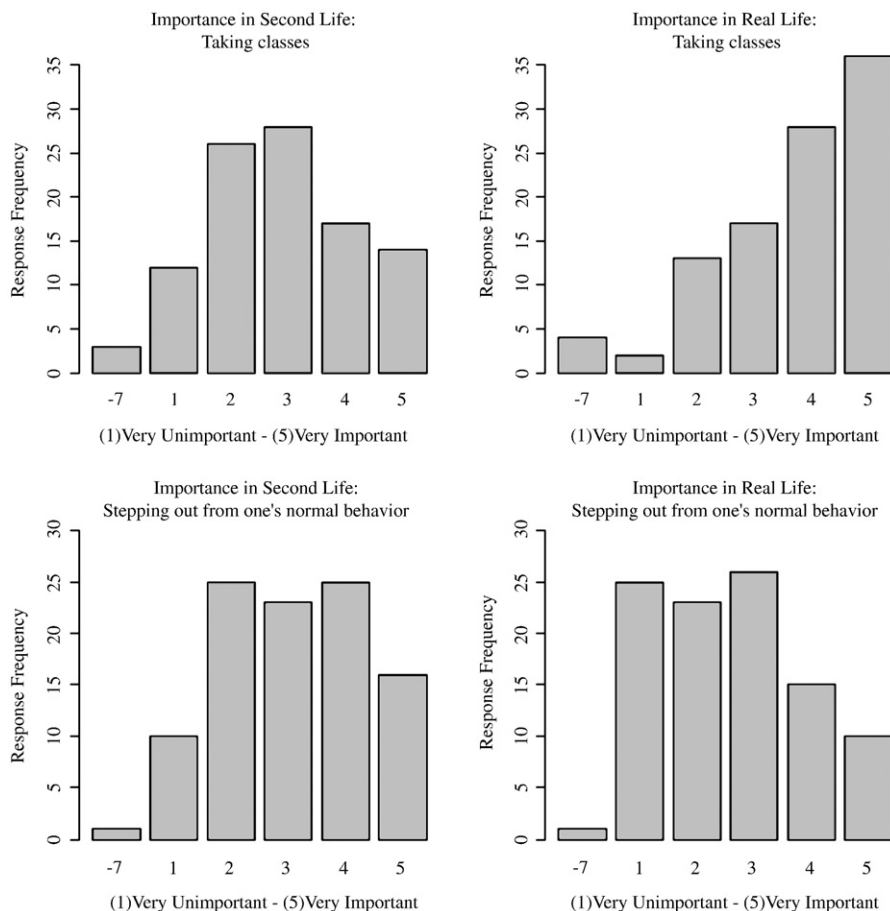 Importance in Second Life:
Taking classes
Response Frequency
35
30
25
20
15
10
5
0
-7 1 2 3 4 5
(1)Very Unimportant - (5)Very Important
Importance in Real Life:
Taking classes
Response Frequency
35
30
25
20
15
10
5
0
-7 1 2 3 4 5
(1)Very Unimportant - (5)Very Important
Importance in Second Life:
Stepping out from one's normal behavior
Response Frequency
30
25
20
15
10
5
0
-7 1 2 3 4 5
(1)Very Unimportant - (5)Very Important
Importance in Real Life:
Stepping out from one's normal behavior
Response Frequency
30
25
20
15
10
5
0
-7 1 2 3 4 5
(1)Very Unimportant - (5)Very Important